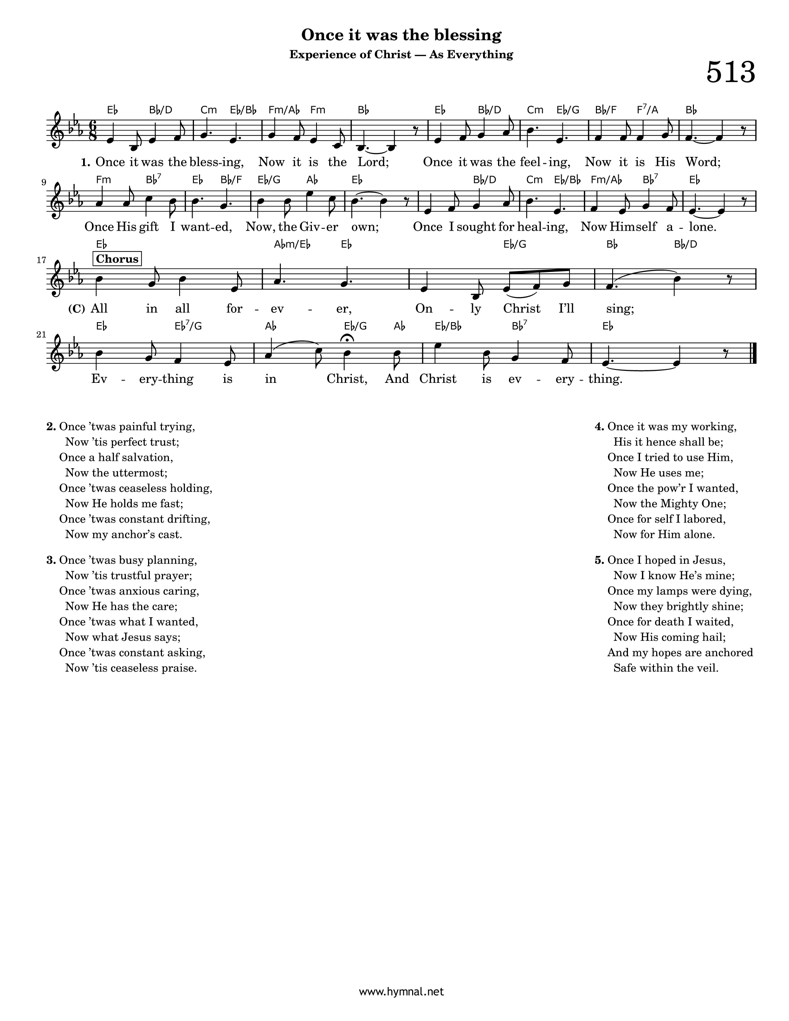 Once it was the blessing
Experience of Christ — As Everything
513
E♭ B♭/D Cm E♭/B♭ Fm/A♭ Fm B♭ E♭ B♭/D Cm E♭/G B♭/F F7/A B♭
6
8
1. Once it was the bless-ing, Now it is the Lord; Once it was the feel-ing, Now it is His Word;
9
Fm B♭7 E♭ B♭/F E♭/G A♭ E♭ B♭/D Cm E♭/B♭ Fm/A♭ B♭7 E♭
Once His gift I want-ed, Now, the Giv-er own; Once I sought for heal-ing, Now Himself a - lone.
17
E♭ A♭m/E♭ E♭ E♭/G B♭ B♭/D
Chorus
(C) All in all for - ev - er, On - ly Christ I'll sing;
21
E♭ E♭7/G A♭ E♭/G A♭ E♭/B♭ B♭7 E♭
Ev - ery-thing is in Christ, And Christ is ev - ery - thing.
2. Once 'twas painful trying,
Now 'tis perfect trust;
Once a half salvation,
Now the uttermost;
Once 'twas ceaseless holding,
Now He holds me fast;
Once 'twas constant drifting,
Now my anchor's cast.
3. Once 'twas busy planning,
Now 'tis trustful prayer;
Once 'twas anxious caring,
Now He has the care;
Once 'twas what I wanted,
Now what Jesus says;
Once 'twas constant asking,
Now 'tis ceaseless praise.
4. Once it was my working,
His it hence shall be;
Once I tried to use Him,
Now He uses me;
Once the pow'r I wanted,
Now the Mighty One;
Once for self I labored,
Now for Him alone.
5. Once I hoped in Jesus,
Now I know He's mine;
Once my lamps were dying,
Now they brightly shine;
Once for death I waited,
Now His coming hail;
And my hopes are anchored
Safe within the veil.
www.hymnal.net